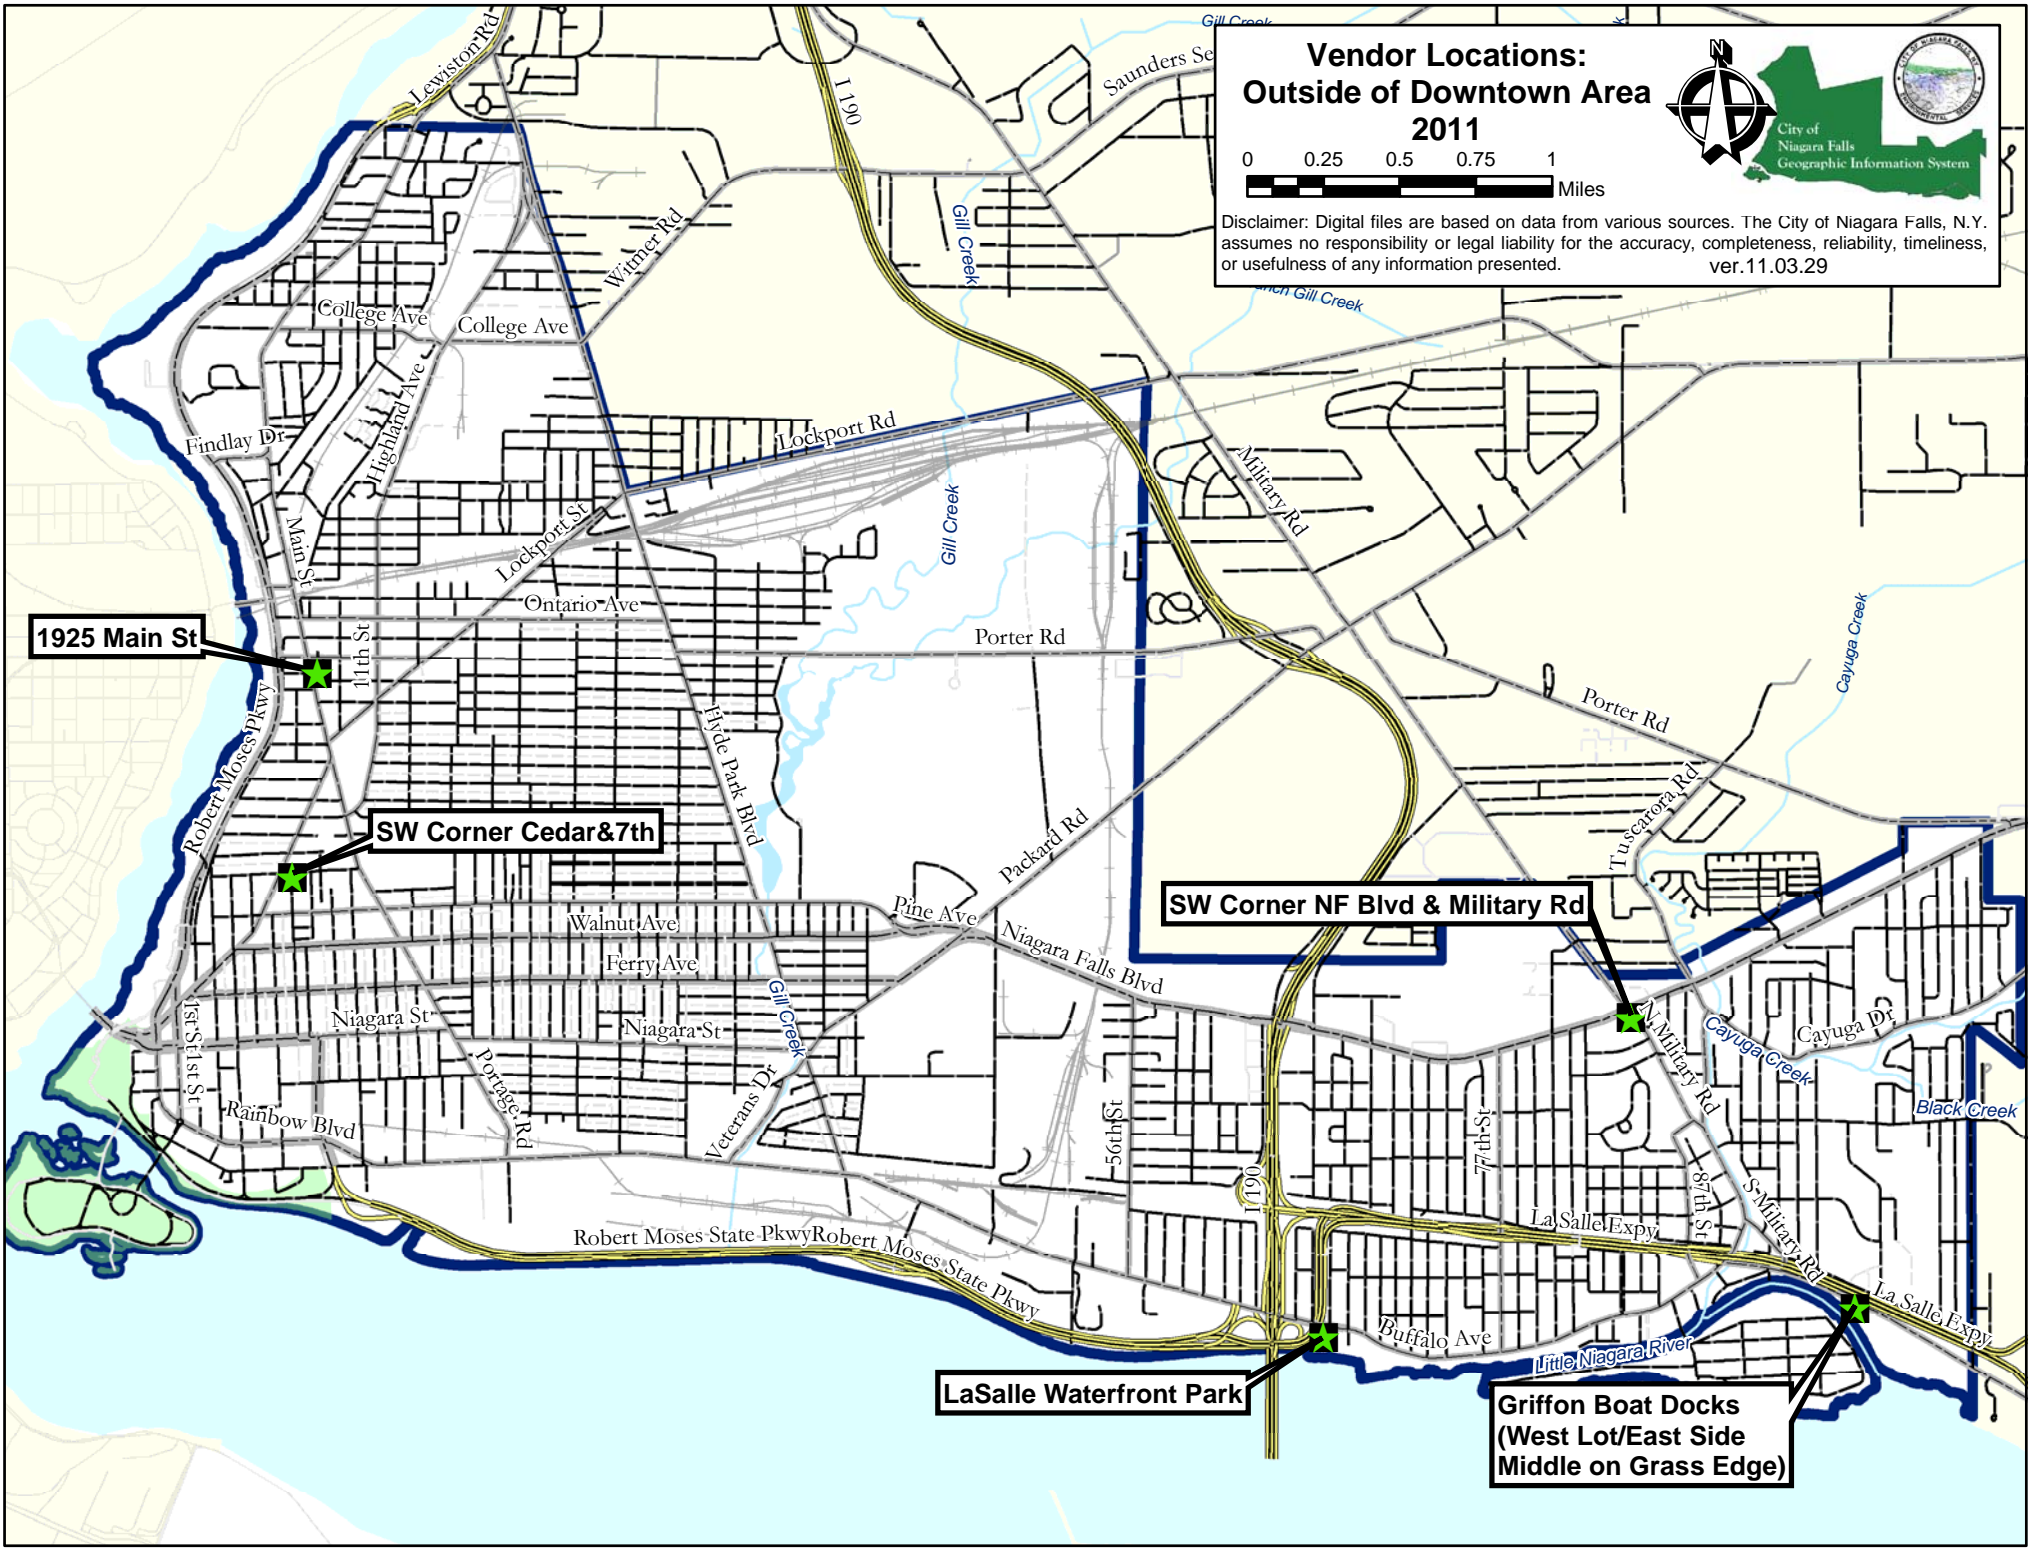 Gill Creek
Lewiston Rd
I 190
Saunders Se
Vendor Locations:
Outside of Downtown Area
2011
0 0.25 0.5 0.75 1
Miles
N
City of
Niagara Falls
Geographic Information System
Disclaimer: Digital files are based on data from various sources. The City of Niagara Falls, N.Y.
assumes no responsibility or legal liability for the accuracy, completeness, reliability, timeliness,
or usefulness of any information presented.
ver.11.03.29
Witmer Rd
Gill Creek
nch Gill Creek
College Ave
College Ave
Highland Ave
Findlay Dr
Lockport Rd
Military Rd
Main St
Lockport St
Gill Creek
Ontario Ave
Porter Rd
11th St
Cayuga Creek
1925 Main St
Robert Moses Pkwy
Hyde Park Blvd
Porter Rd
Tuscarora Rd
SW Corner Cedar&7th
Packard Rd
SW Corner NF Blvd & Military Rd
Pine Ave
Walnut Ave
Niagara Falls Blvd
Ferry Ave
Gill Creek
1st St
1st St
Niagara St
Niagara St
N Military Rd
Cayuga Creek
Cayuga Dr
Black Creek
Portage Rd
Veterans Dr
Rainbow Blvd
56th St
77th St
I 190
87th St
S Military Rd
La Salle Expy
Robert Moses State Pkwy
Robert Moses State Pkwy
La Salle Expy
Buffalo Ave
Little Niagara River
LaSalle Waterfront Park
Griffon Boat Docks
(West Lot/East Side
Middle on Grass Edge)